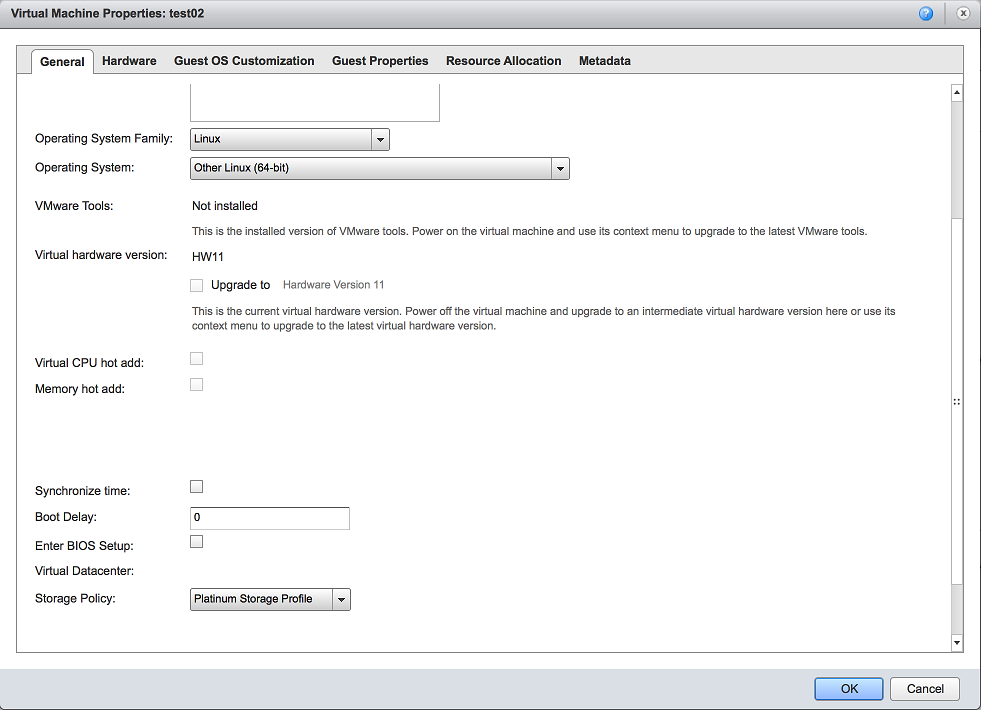 Virtual Machine Properties: test02
?
x
General Hardware Guest OS Customization Guest Properties Resource Allocation Metadata
Operating System Family: Linux
Operating System: Other Linux (64-bit)
VMware Tools: Not installed
This is the installed version of VMware tools. Power on the virtual machine and use its context menu to upgrade to the latest VMware tools.
Virtual hardware version: HW11
Upgrade to Hardware Version 11
This is the current virtual hardware version. Power off the virtual machine and upgrade to an intermediate virtual hardware version here or use its
context menu to upgrade to the latest virtual hardware version.
Virtual CPU hot add:
Memory hot add:
Synchronize time:
Boot Delay: 0
Enter BIOS Setup:
Virtual Datacenter:
Storage Policy: Platinum Storage Profile
OK Cancel